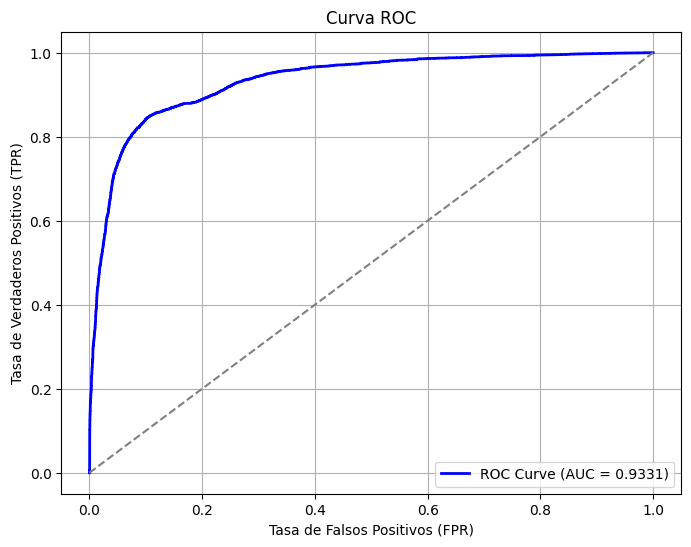 Curva ROC
1.0
0.8
0.6
0.4
0.2
0.0
Tasa de Verdaderos Positivos (TPR)
ROC Curve (AUC = 0.9331)
0.0 0.2 0.4 0.6 0.8 1.0
Tasa de Falsos Positivos (FPR)